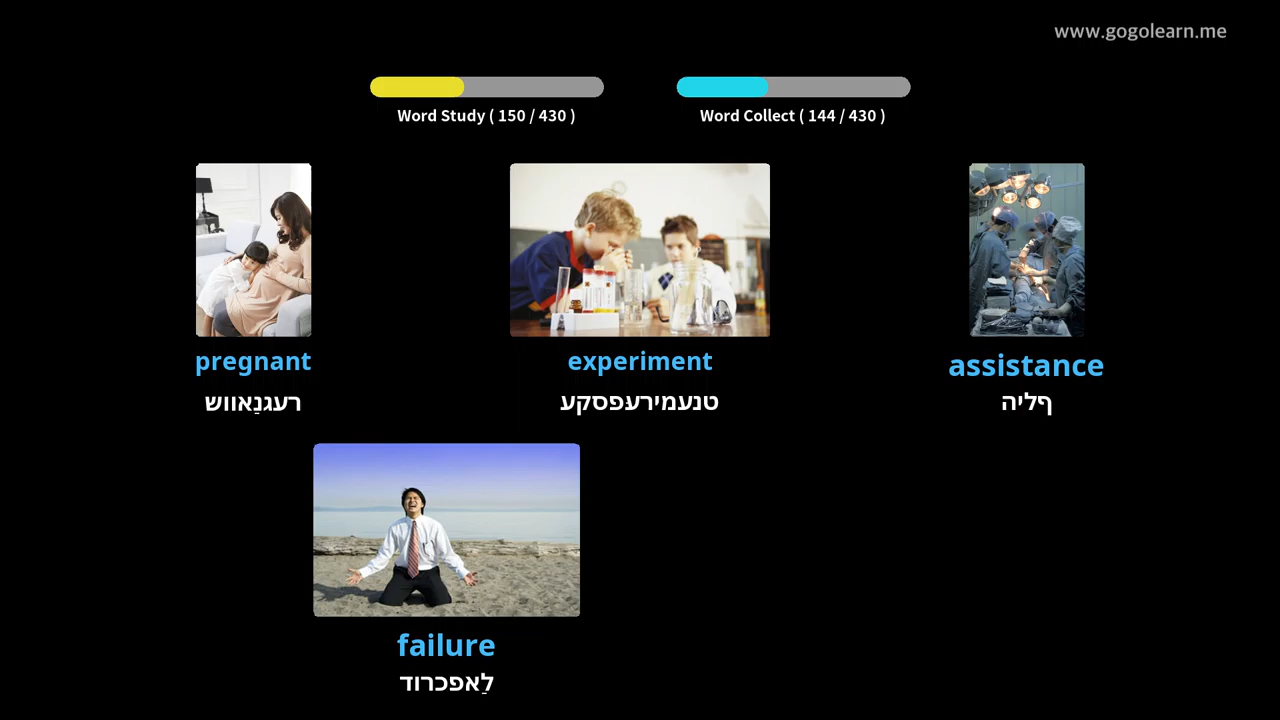 www.gogolearn.me
Word Study ( 150 / 430 )
Word Collect ( 144 / 430 )
pregnant
רעגנַאווש
experiment
טנעמירעפסקע
assistance
ףליה
failure
לַאפכרוד